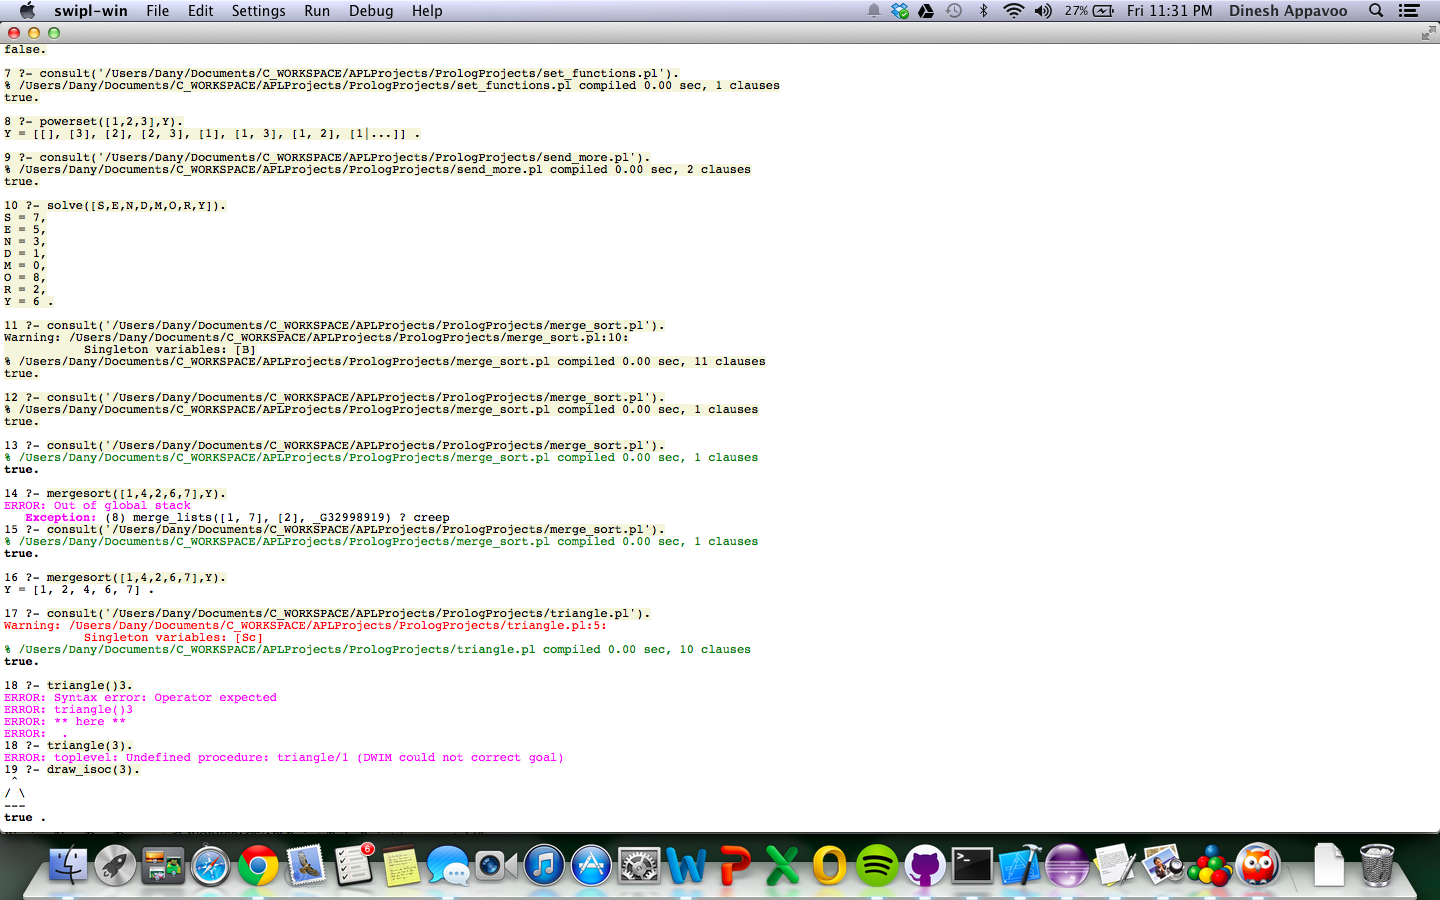 swipl-win File Edit Settings Run Debug Help 27% Fri 11:31 PM Dinesh Appavoo
false.
7 ?- consult('/Users/Dany/Documents/C_WORKSPACE/APLProjects/PrologProjects/set_functions.pl').
% /Users/Dany/Documents/C_WORKSPACE/APLProjects/PrologProjects/set_functions.pl compiled 0.00 sec, 1 clauses
true.
8 ?- powerset([1,2,3],Y).
Y = [[], [3], [2], [2, 3], [1], [1, 3], [1, 2], [1|...]] .
9 ?- consult('/Users/Dany/Documents/C_WORKSPACE/APLProjects/PrologProjects/send_more.pl').
% /Users/Dany/Documents/C_WORKSPACE/APLProjects/PrologProjects/send_more.pl compiled 0.00 sec, 2 clauses
true.
10 ?- solve([S,E,N,D,M,O,R,Y]).
S = 7,
E = 5,
N = 3,
D = 1,
M = 0,
O = 8,
R = 2,
Y = 6 .
11 ?- consult('/Users/Dany/Documents/C_WORKSPACE/APLProjects/PrologProjects/merge_sort.pl').
Warning: /Users/Dany/Documents/C_WORKSPACE/APLProjects/PrologProjects/merge_sort.pl:10:
Singleton variables: [B]
% /Users/Dany/Documents/C_WORKSPACE/APLProjects/PrologProjects/merge_sort.pl compiled 0.00 sec, 11 clauses
true.
12 ?- consult('/Users/Dany/Documents/C_WORKSPACE/APLProjects/PrologProjects/merge_sort.pl').
% /Users/Dany/Documents/C_WORKSPACE/APLProjects/PrologProjects/merge_sort.pl compiled 0.00 sec, 1 clauses
true.
13 ?- consult('/Users/Dany/Documents/C_WORKSPACE/APLProjects/PrologProjects/merge_sort.pl').
% /Users/Dany/Documents/C_WORKSPACE/APLProjects/PrologProjects/merge_sort.pl compiled 0.00 sec, 1 clauses
true.
14 ?- mergesort([1,4,2,6,7],Y).
ERROR: Out of global stack
Exception: (8) merge_lists([1, 7], [2], _G32998919) ? creep
15 ?- consult('/Users/Dany/Documents/C_WORKSPACE/APLProjects/PrologProjects/merge_sort.pl').
% /Users/Dany/Documents/C_WORKSPACE/APLProjects/PrologProjects/merge_sort.pl compiled 0.00 sec, 1 clauses
true.
16 ?- mergesort([1,4,2,6,7],Y).
Y = [1, 2, 4, 6, 7] .
17 ?- consult('/Users/Dany/Documents/C_WORKSPACE/APLProjects/PrologProjects/triangle.pl').
Warning: /Users/Dany/Documents/C_WORKSPACE/APLProjects/PrologProjects/triangle.pl:5:
Singleton variables: [Sc]
% /Users/Dany/Documents/C_WORKSPACE/APLProjects/PrologProjects/triangle.pl compiled 0.00 sec, 10 clauses
true.
18 ?- triangle()3.
ERROR: Syntax error: Operator expected
ERROR: triangle()3
ERROR: ** here **
ERROR:  .
18 ?- triangle(3).
ERROR: toplevel: Undefined procedure: triangle/1 (DWIM could not correct goal)
19 ?- draw_isoc(3).
 ^
/ \
---
true .
6